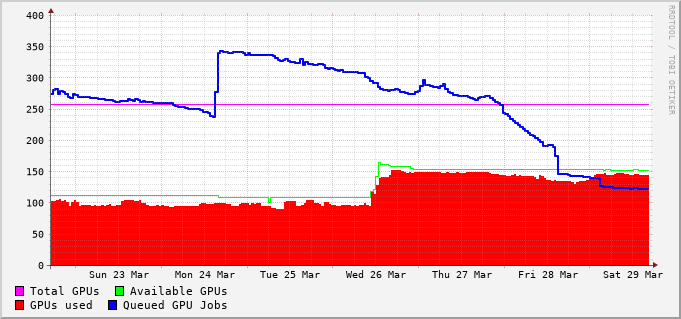 400
350
300
250
200
150
100
50
0
Sun 23 Mar Mon 24 Mar Tue 25 Mar Wed 26 Mar Thu 27 Mar Fri 28 Mar Sat 29 Mar
Total GPUs Available GPUs
GPUs used Queued GPU Jobs
RRDTOOL / TOBI OETIKER